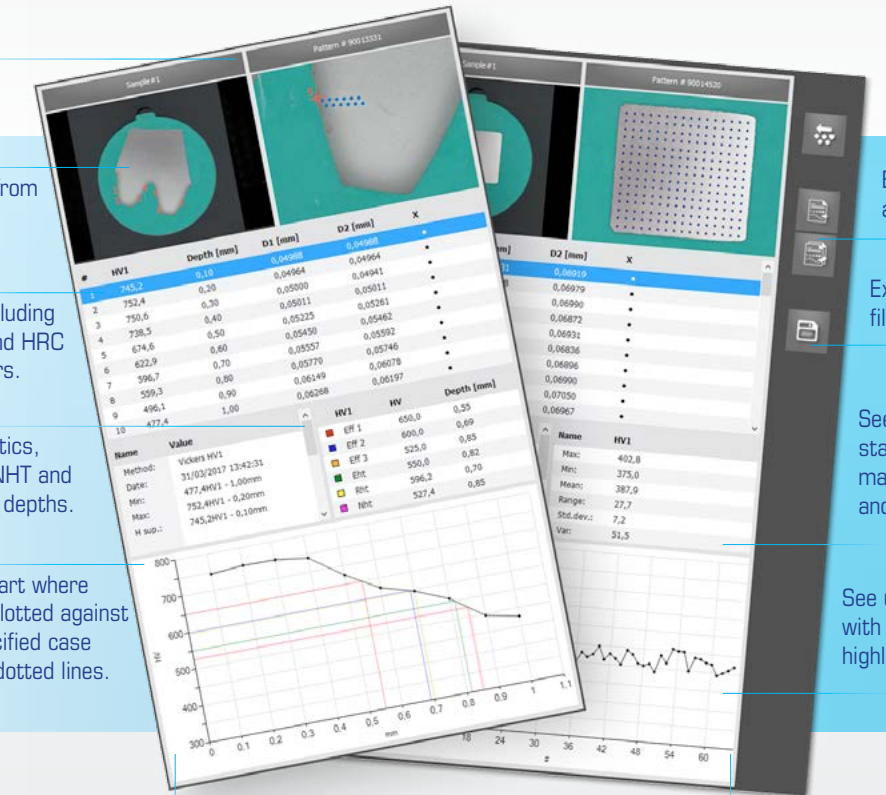 Sample#1
Pattern # 90013331
# HV1 Depth [mm] D1 [mm] D2 [mm] X
1 745,2 0,10 0,04988 0,04988
2 752,4 0,20 0,04964 0,04964
3 750,6 0,30 0,05000 0,04941
4 738,5 0,40 0,05011 0,05011
5 674,6 0,50 0,05225 0,05261
6 622,9 0,60 0,05450 0,05462
7 596,7 0,70 0,05557 0,05592
8 559,3 0,80 0,05770 0,05746
9 496,1 0,90 0,06149 0,06078
10 477,4 1,00 0,06268 0,06197
Name Value
Method: Vickers HV1
Date: 31/03/2017 13:42:31
Min: 477,4HV1 - 1,00mm
Max: 752,4HV1 - 0,20mm
H sup.: 745,2HV1 - 0,10mm
HV1 HV Depth [mm]
Eff 1 650,0 0,55
Eff 2 600,0 0,69
Eff 3 525,0 0,85
Eht 550,0 0,82
Rht 596,2 0,70
Nht 527,4 0,85
800
700
600
500
400
300
HV
0 0.1 0.2 0.3 0.4 0.5 0.6 0.7 0.8 0.9 1 1.1
mm
Sample#1
Pattern # 90014520
D2 [mm] X
0,06919
0,06979
0,06990
0,06872
0,06931
0,06836
0,06896
0,06990
0,07050
0,06967
Name HV1
Max: 402,8
Min: 375,0
Mean: 387,9
Range: 27,7
Std.dev.: 7,2
Var: 51,5
18 24 30 36 42 48 54 60
#
from
luding
nd HRC
rs.
tics,
NHT and
depths.
art where
lotted against
cified case
dotted lines.
E
a
Ex
fil
See
sta
ma
and
See
with
highl